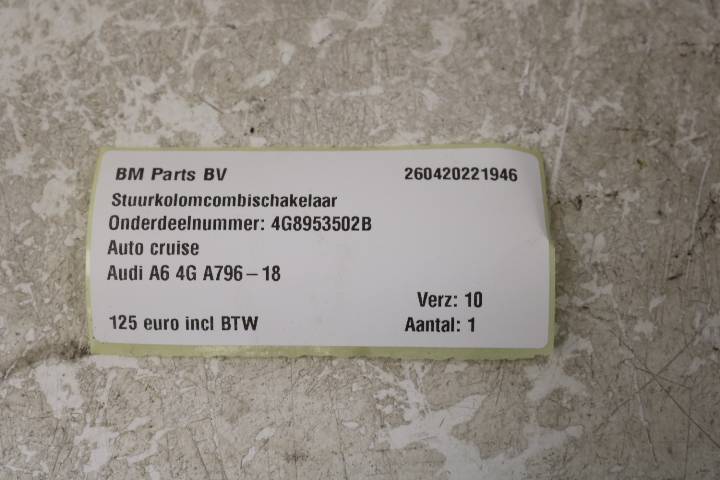 BM Parts BV 260420221946
Stuurkolomcombischakelaar
Onderdeelnummer: 4G8953502B
Auto cruise
Audi A6 4G A796-18
Verz: 10
125 euro incl BTW Aantal: 1